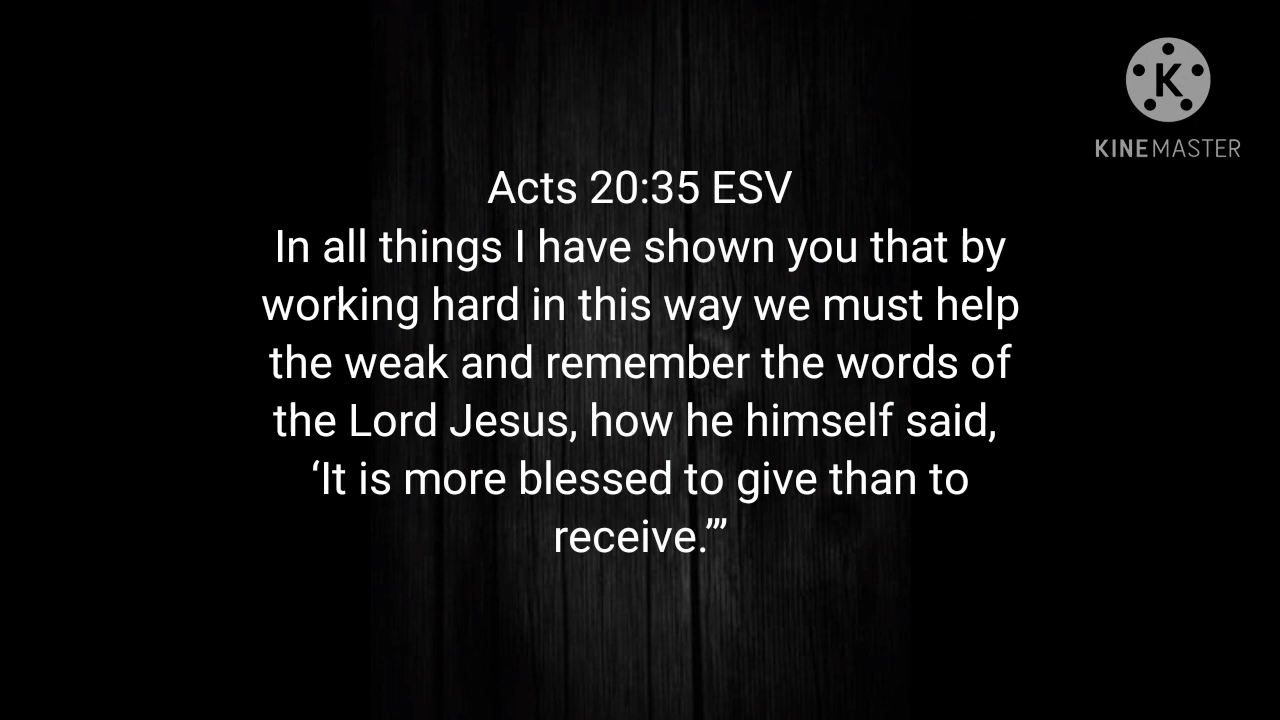 K
KINEMASTER
Acts 20:35 ESV
In all things I have shown you that by
working hard in this way we must help
the weak and remember the words of
the Lord Jesus, how he himself said,
‘It is more blessed to give than to
receive.’”